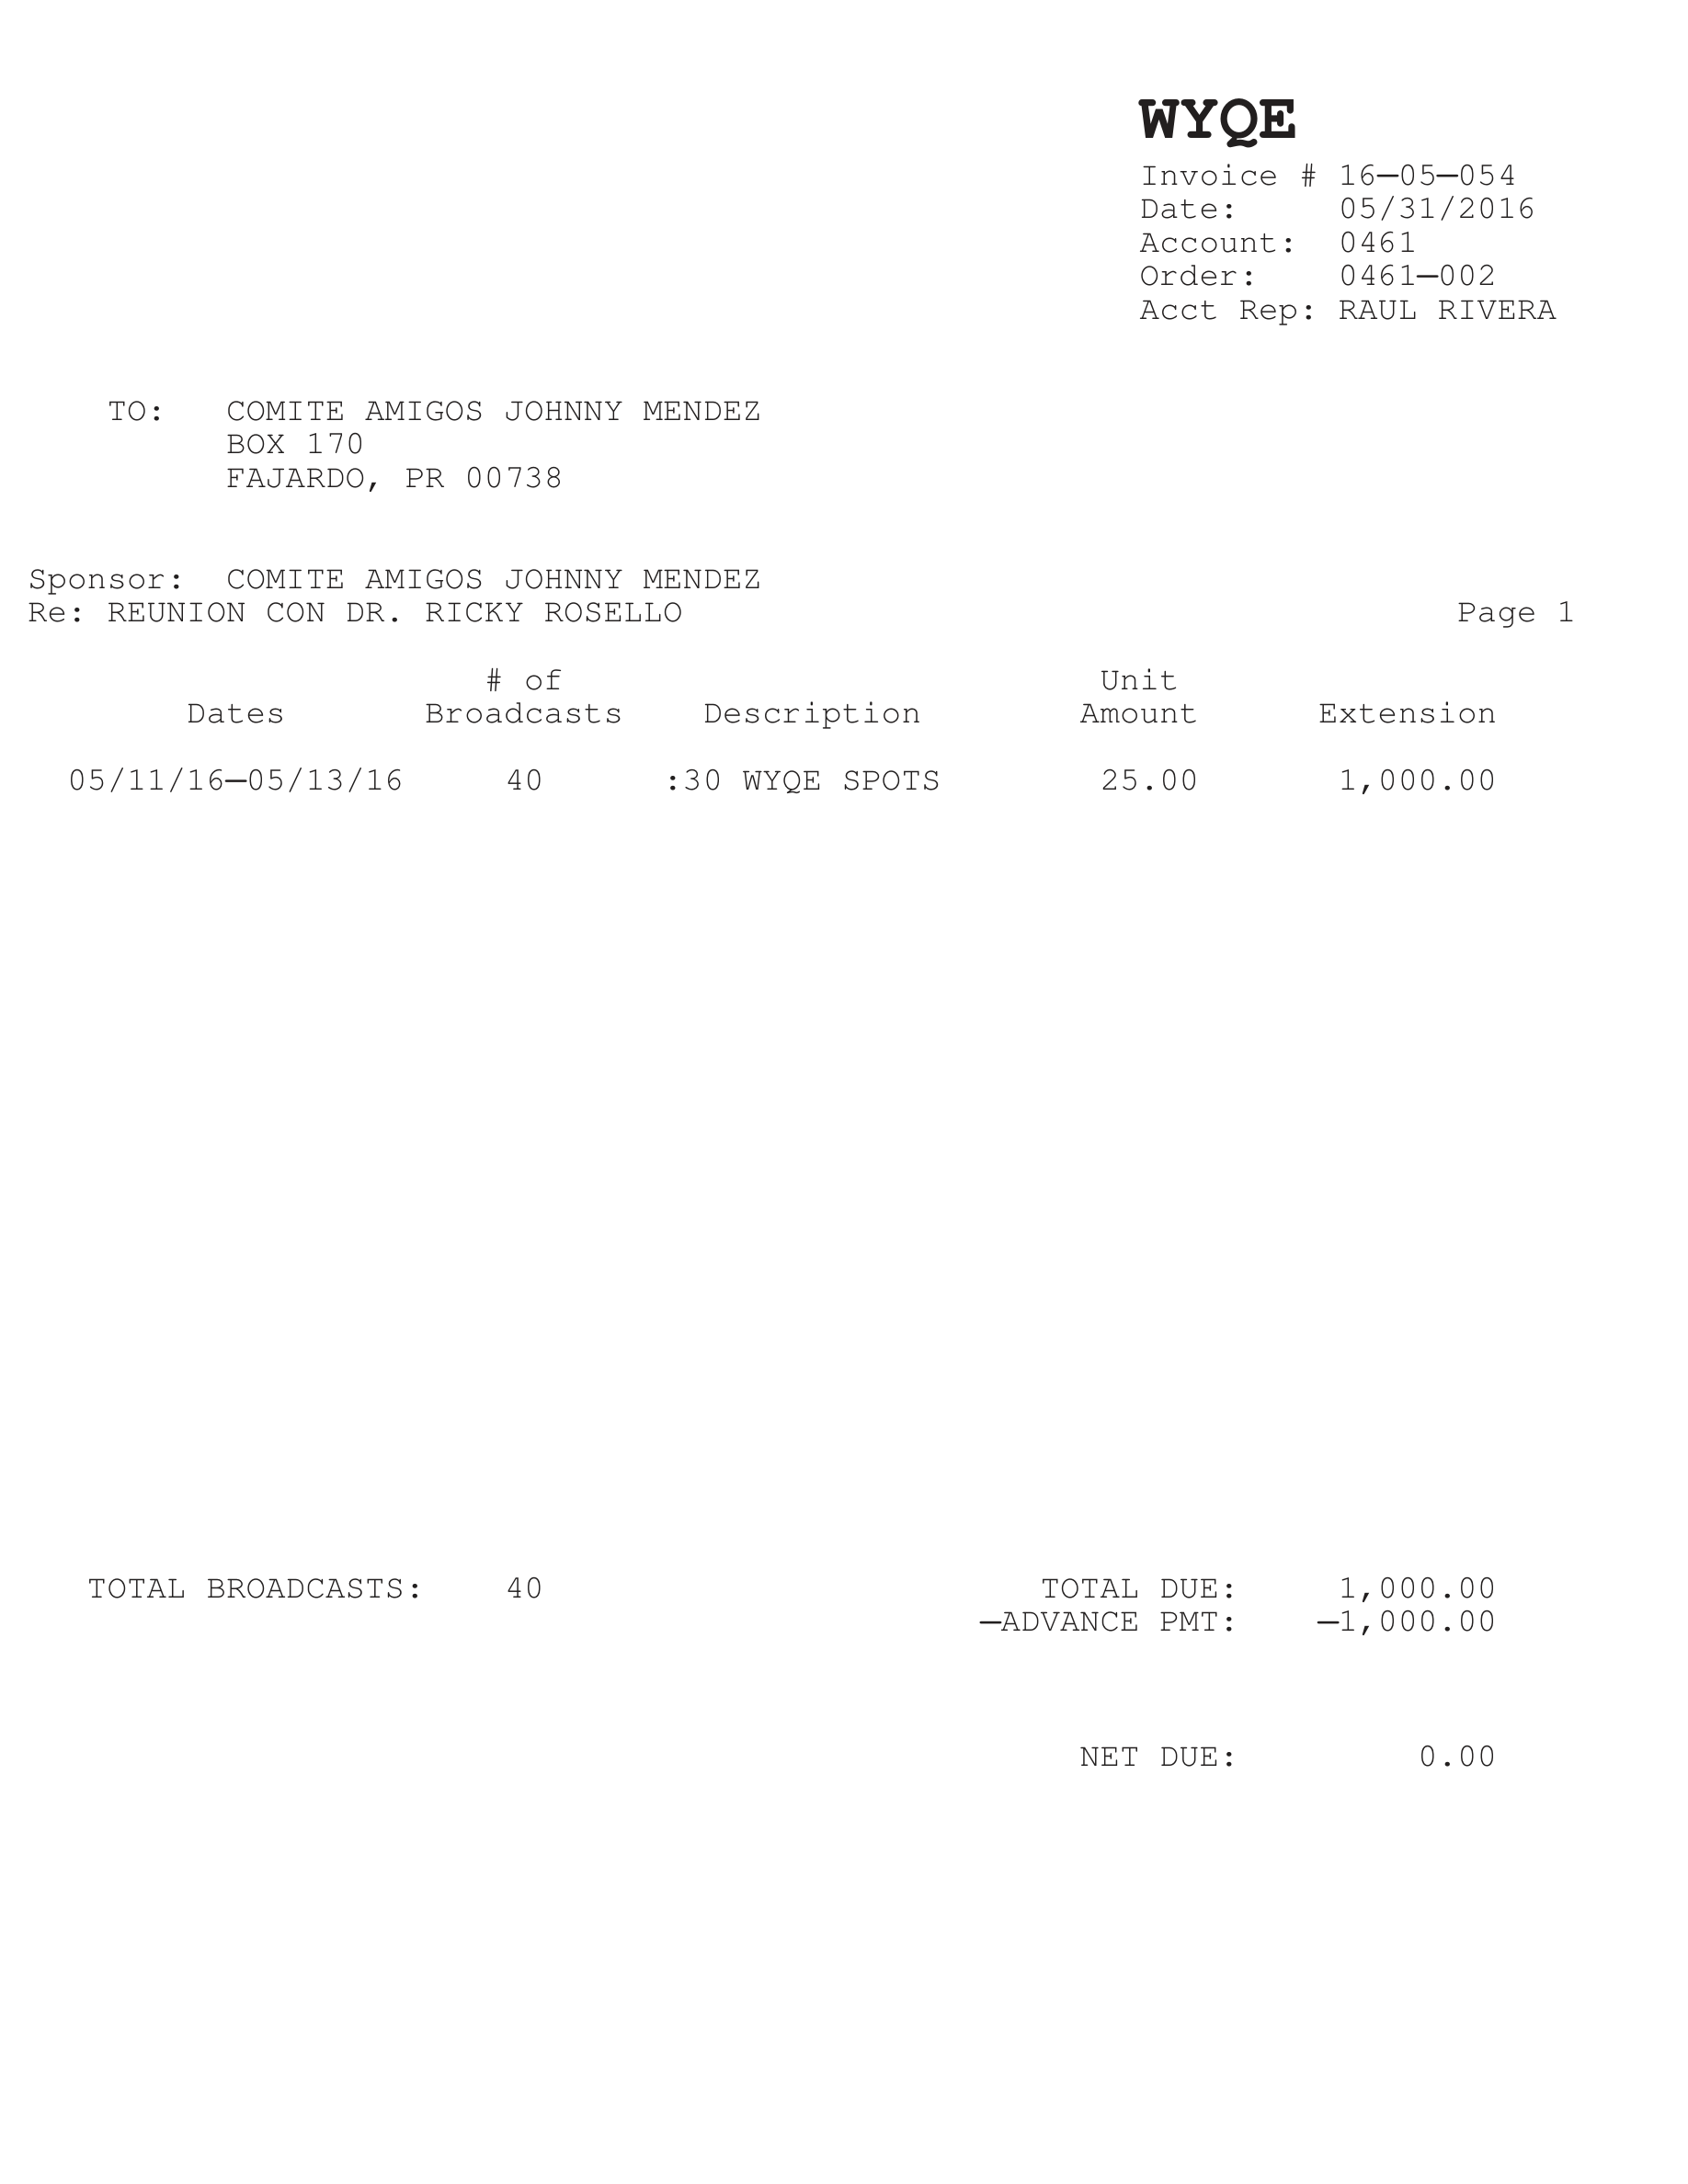 WYQE
Invoice # 16-05-054
Date: 05/31/2016
Account: 0461
Order: 0461-002
Acct Rep: RAUL RIVERA
TO: COMITE AMIGOS JOHNNY MENDEZ
BOX 170
FAJARDO, PR 00738
Sponsor: COMITE AMIGOS JOHNNY MENDEZ
Re: REUNION CON DR. RICKY ROSELLO Page 1
# of Unit
Dates Broadcasts Description Amount Extension
05/11/16-05/13/16 40 :30 WYQE SPOTS 25.00 1,000.00
TOTAL BROADCASTS: 40 TOTAL DUE: 1,000.00
-ADVANCE PMT: -1,000.00
NET DUE: 0.00